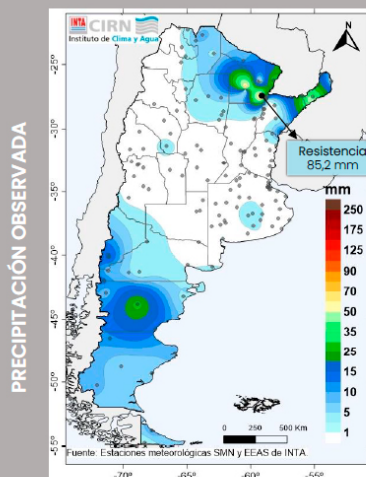 PRECIPITACIÓN OBSERVADA
INTA CIRN
Instituto de Clima y Agua
N
-25°
-30°
-35°
-40°
-45°
-50°
-55°
Resistencia
85,2 mm
mm
250
175
125
90
70
50
35
25
15
10
5
1
0 250 500 Km
Fuente: Estaciones meteorológicas SMN y EEAS de INTA.
-70° -65° -60° -55°